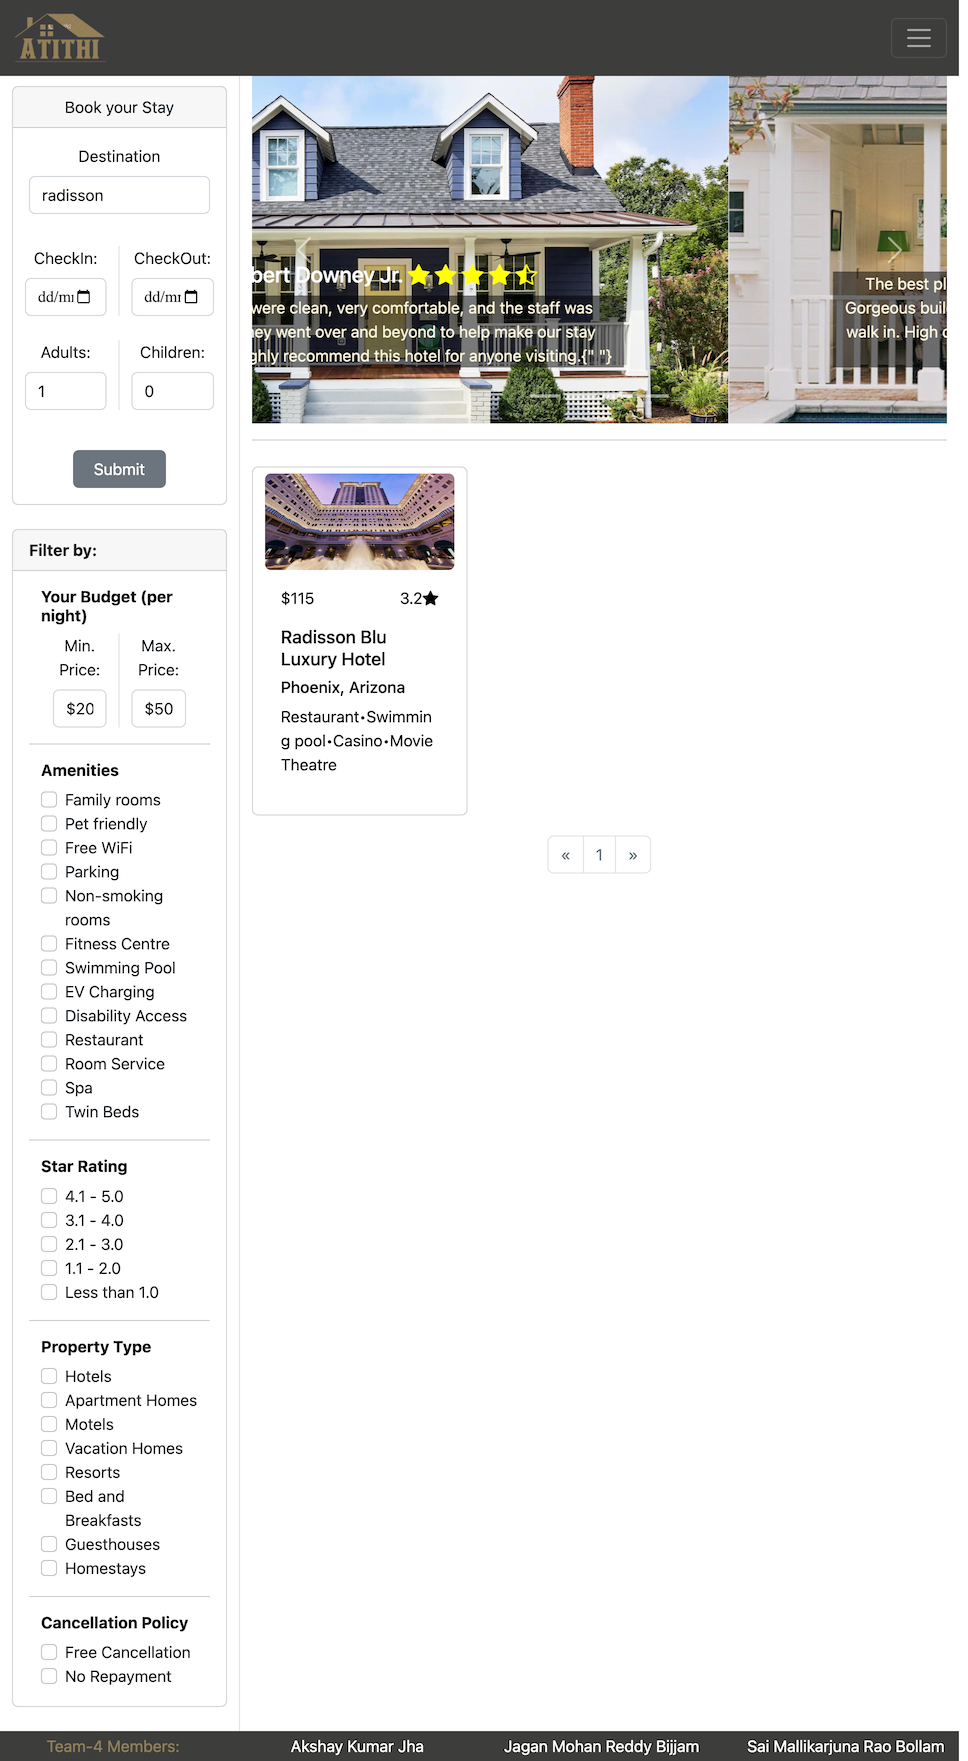 ATITHI
Book your Stay
Destination
radisson
CheckIn:
CheckOut:
dd/mı
dd/mı
Adults:
Children:
1
0
Submit
Filter by:
Your Budget (per
night)
Min.
Price:
Max.
Price:
$20
$50
Amenities
Family rooms
Pet friendly
Free WiFi
Parking
Non-smoking
rooms
Fitness Centre
Swimming Pool
EV Charging
Disability Access
Restaurant
Room Service
Spa
Twin Beds
Star Rating
4.1 - 5.0
3.1 - 4.0
2.1 - 3.0
1.1 - 2.0
Less than 1.0
Property Type
Hotels
Apartment Homes
Motels
Vacation Homes
Resorts
Bed and
Breakfasts
Guesthouses
Homestays
Cancellation Policy
Free Cancellation
No Repayment
bert Downey Jr.
were clean, very comfortable, and the staff was
ey went over and beyond to help make our stay
ghly recommend this hotel for anyone visiting.{" "}
The best pl
Gorgeous buil
walk in. High c
$115
3.2
Radisson Blu
Luxury Hotel
Phoenix, Arizona
Restaurant•Swimmin
g pool•Casino•Movie
Theatre
« 1 »
Team-4 Members: Akshay Kumar Jha Jagan Mohan Reddy Bijjam Sai Mallikarjuna Rao Bollam